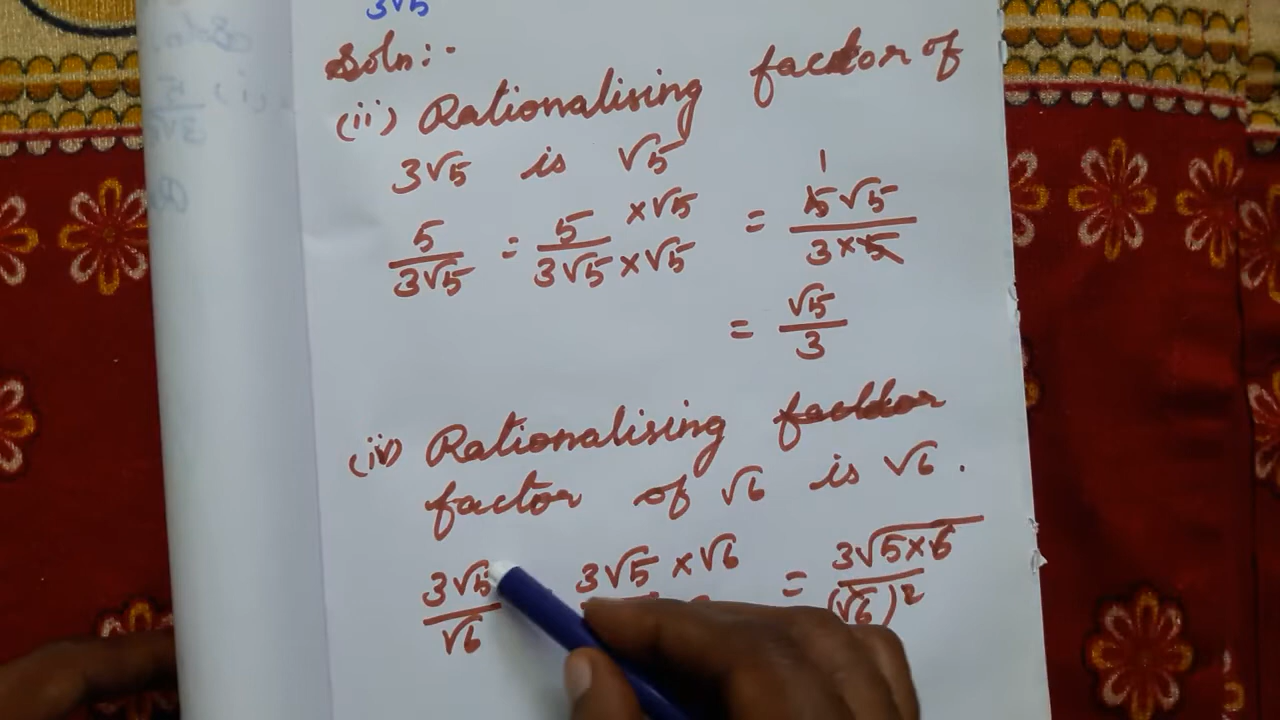 3√5
Soln:-
(ii) Rationalising factor of
3√5 is √5
5/3√5 = 5×√5/3√5×√5 = 1 5√5/3×5
= √5/3
(iv) Rationalising factor
factor of √6 is √6.
3√5/√6 3√5×√6 = 3√5×6/(√6)²